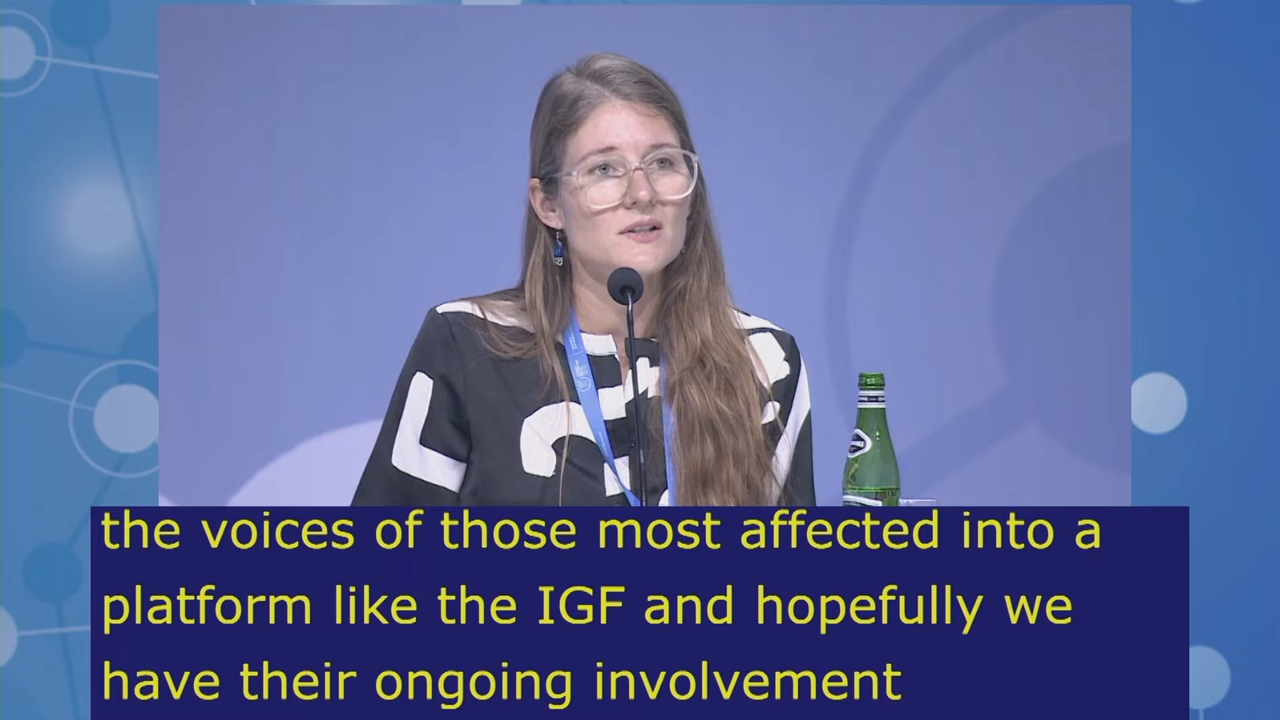 the voices of those most affected into a
platform like the IGF and hopefully we
have their ongoing involvement